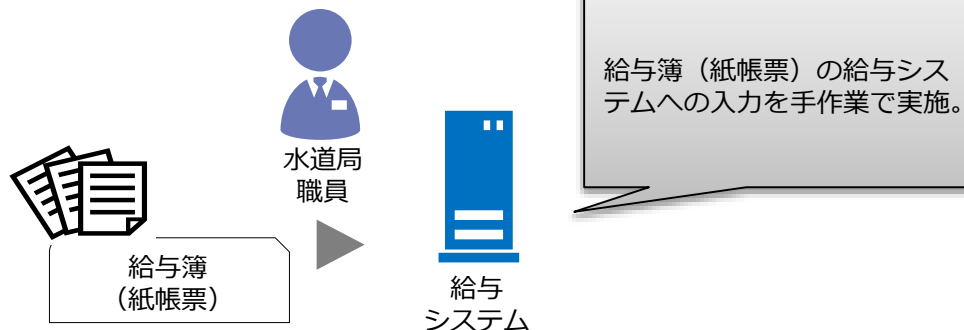 水道局
職員
給与簿
（紙帳票）
給与
システム
給与簿（紙帳票）の給与シス
テムへの入力を手作業で実施。